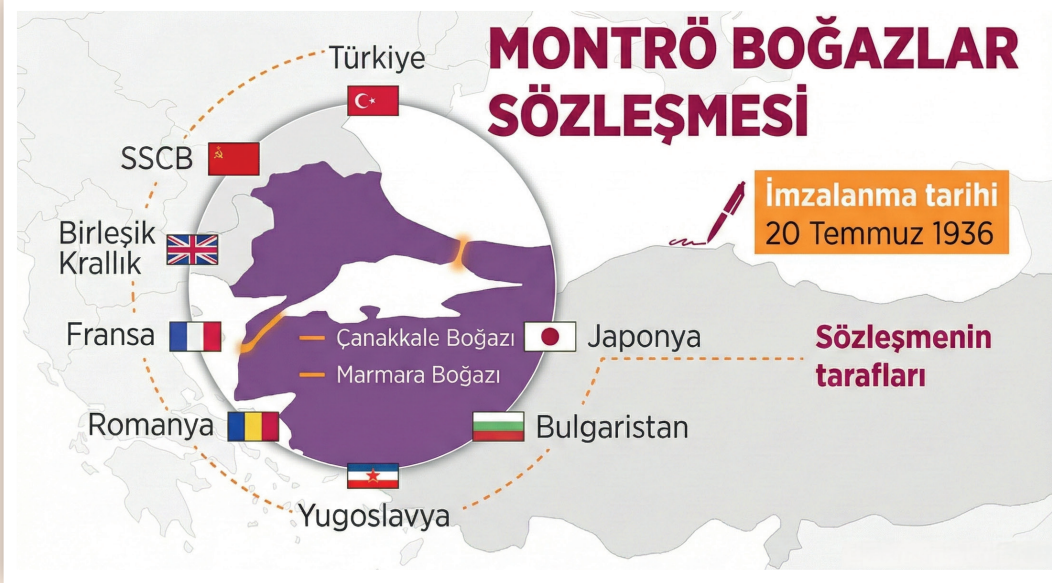 MONTRÖ BOĞAZLAR
SÖZLEŞMESİ
İmzalanma tarihi
20 Temmuz 1936
Türkiye
SSCB
Birleşik
Krallık
Fransa
Romanya
Yugoslavya
Bulgaristan
Japonya
Çanakkale Boğazı
Marmara Boğazı
Sözleşmenin
tarafları